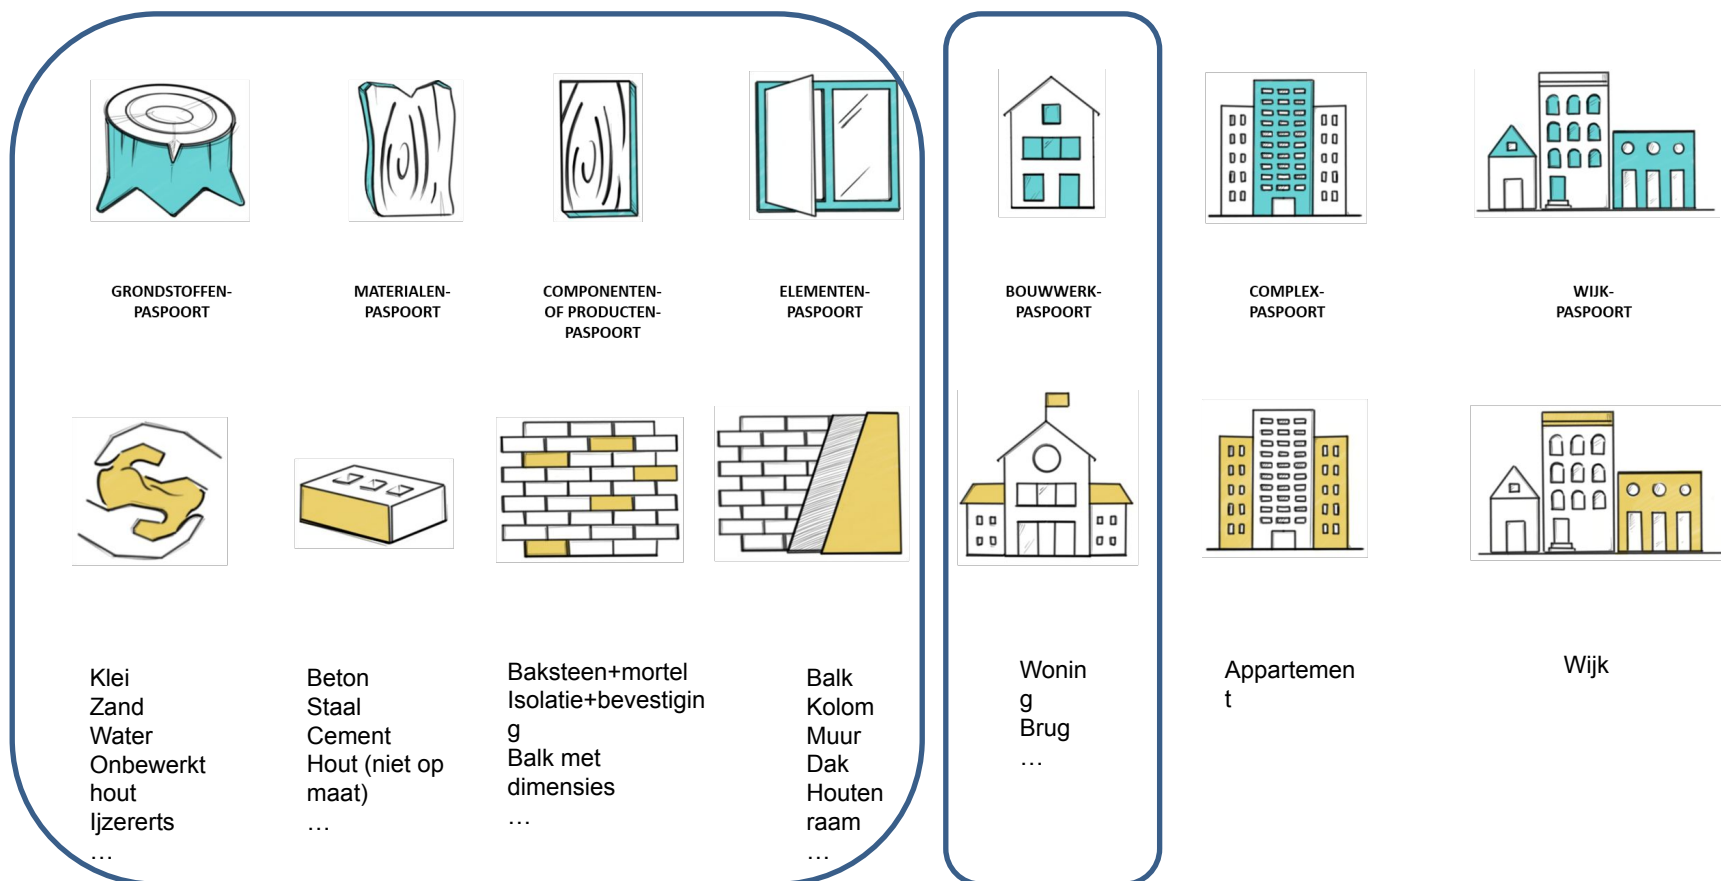 GRONDSTOFFEN-
PASPOORT
MATERIALEN-
PASPOORT
COMPONENTEN-
OF PRODUCTEN-
PASPOORT
ELEMENTEN-
PASPOORT
BOUWWERK-
PASPOORT
COMPLEX-
PASPOORT
WIJK-
PASPOORT
Klei
Zand
Water
Onbewerkt
hout
Ijzererts
…
Beton
Staal
Cement
Hout (niet op
maat)
…
Baksteen+mortel
Isolatie+bevestigin
g
Balk met
dimensies
…
Balk
Kolom
Muur
Dak
Houten
raam
…
Wonin
g
Brug
…
Appartemen
t
Wijk